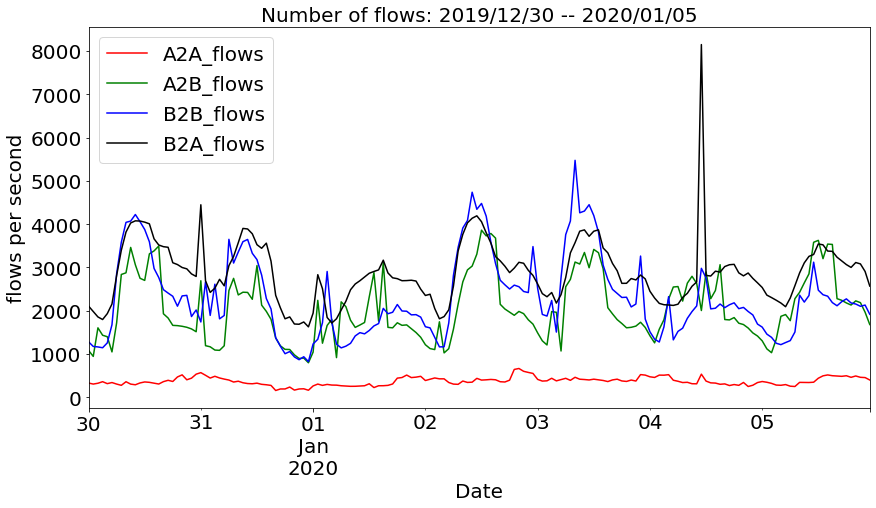 Number of flows: 2019/12/30 -- 2020/01/05
A2A_flows
A2B_flows
B2B_flows
B2A_flows
8000
7000
6000
5000
4000
3000
2000
1000
0
flows per second
30 31 01 02 03 04 05
Jan
2020
Date